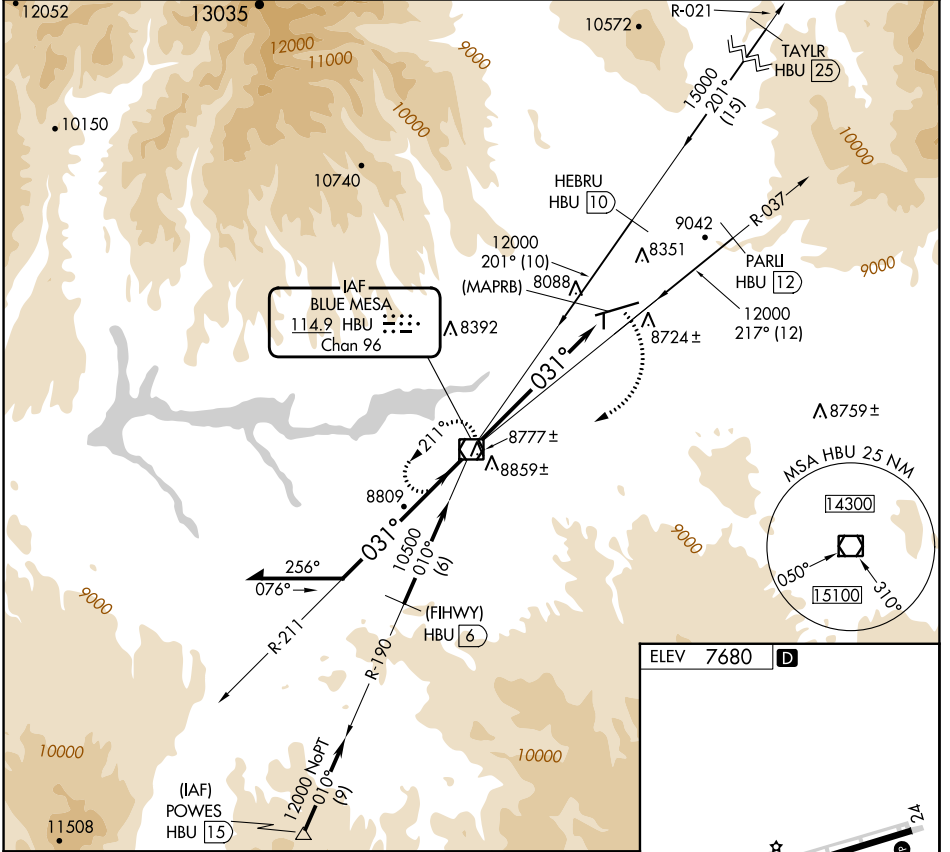 12052
13035
12000
11000
9000
10572
R-021
TAYLR
HBU 25
15000
201°
(15)
10150
10000
10740
10000
HEBRU
HBU 10
R-037
9042
8351
PARLI
HBU 12
9000
12000
201° (10)
(MAPRB)
8088
12000
217° (12)
IAF
BLUE MESA
114.9 HBU
Chan 96
8392
8724 ±
031°
8759 ±
211°
8777 ±
8859 ±
MSA HBU 25 NM
14300
050°
310°
15100
8809
031°
10500
010°
(6)
9000
256°
076°
9000
(FIHWY)
HBU 6
R-211
R-190
ELEV 7680 D
10000
10000
12000 NoPT
010°
(9)
(IAF)
POWES
HBU 15
11508
24
P